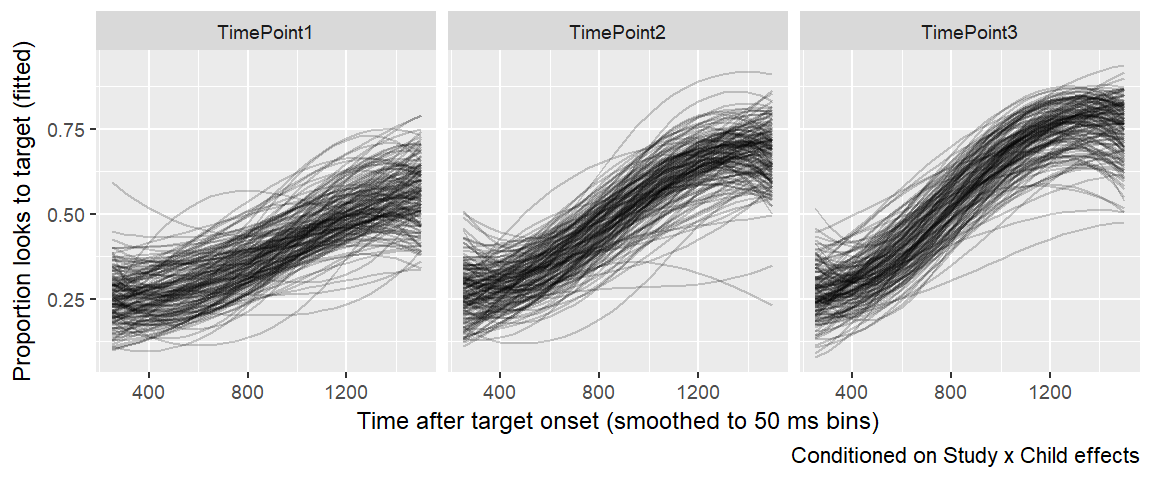 TimePoint1 TimePoint2 TimePoint3
Proportion looks to target (fitted)
0.75
0.50
0.25
400 800 1200 400 800 1200 400 800 1200
Time after target onset (smoothed to 50 ms bins)
Conditioned on Study x Child effects